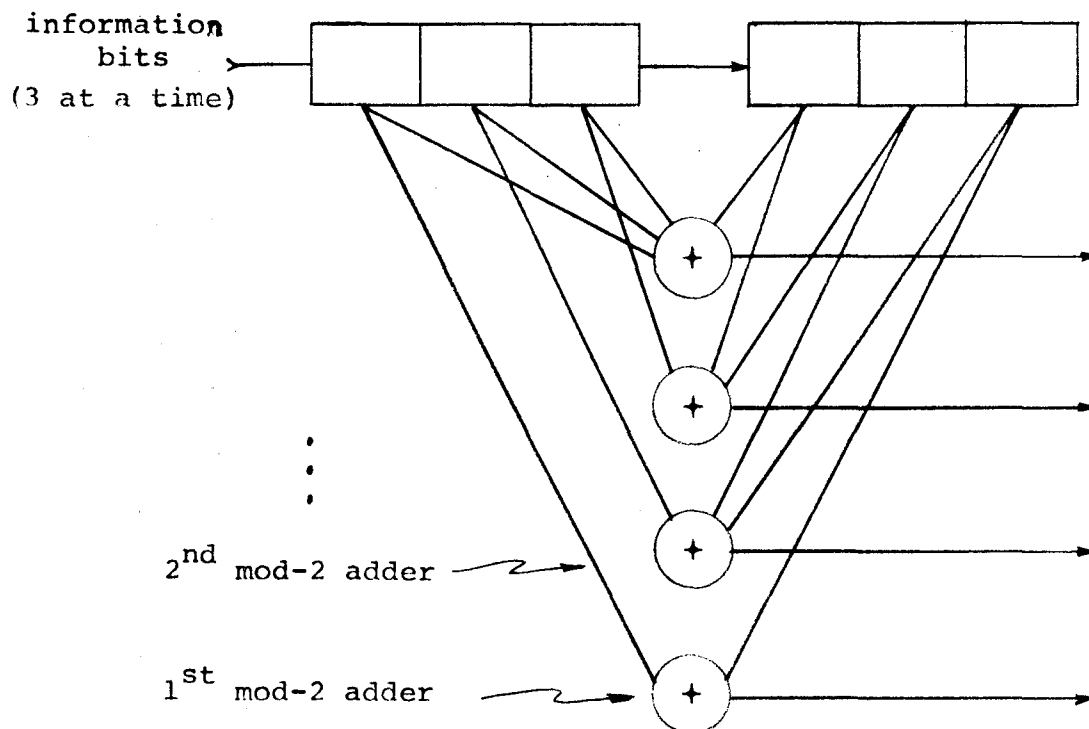 information
bits
(3 at a time)
+
+
+
2nd mod-2 adder
+
1st mod-2 adder